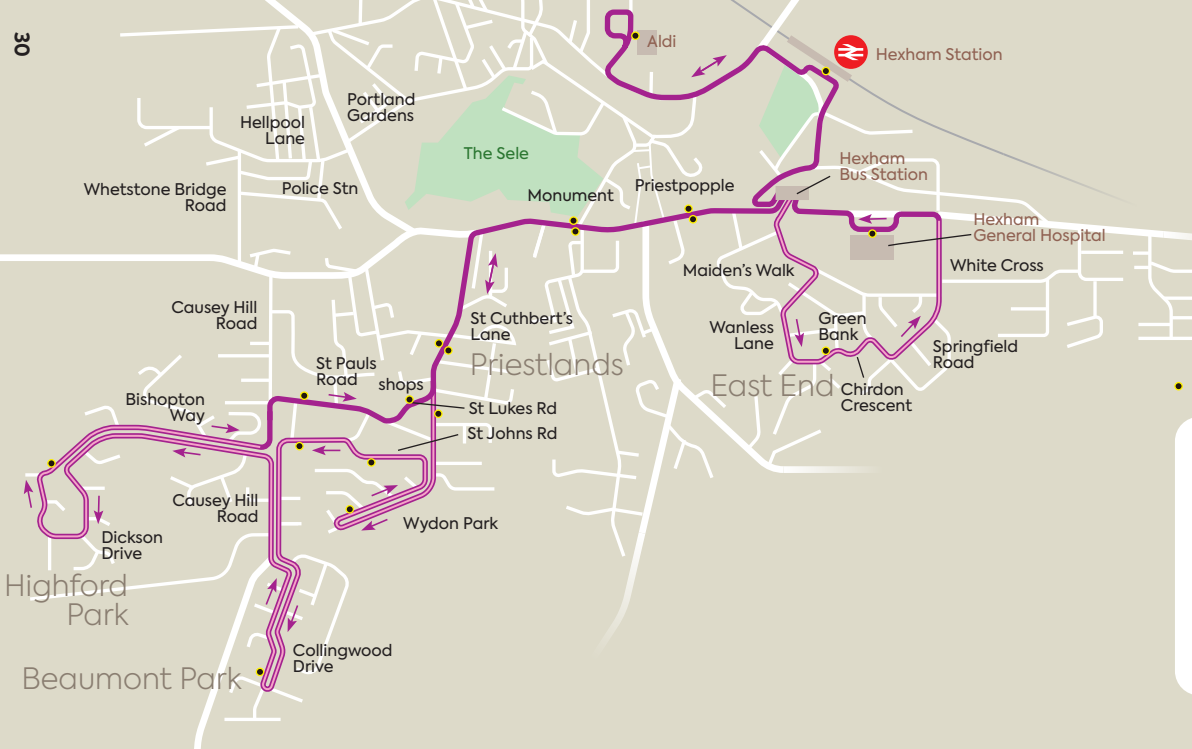 30
Aldi
Hexham Station
Portland
Gardens
Hellpool
Lane
The Sele
Hexham
Bus Station
Whetstone Bridge
Road
Police Stn
Monument
Priestpopple
Hexham
General Hospital
Maiden's Walk
White Cross
Causey Hill
Road
St Cuthbert's
Lane
Priestlands
Wanless
Lane
Green
Bank
Springfield
Road
East End
Chirdon
Crescent
St Pauls
Road
shops
Bishopton
Way
St Lukes Rd
St Johns Rd
Causey Hill
Road
Wydon Park
Dickson
Drive
Highford
Park
Collingwood
Drive
Beaumont Park